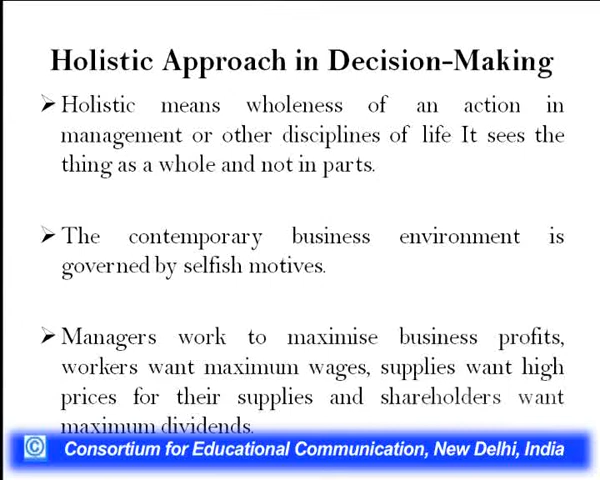 Holistic Approach in Decision-Making
➢ Holistic means wholeness of an action in
management or other disciplines of life It sees the
thing as a whole and not in parts.
➢ The contemporary business environment is
governed by selfish motives.
➢ Managers work to maximise business profits,
workers want maximum wages, supplies want high
prices for their supplies and shareholders want
maximum dividends.
© Consortium for Educational Communication, New Delhi, India